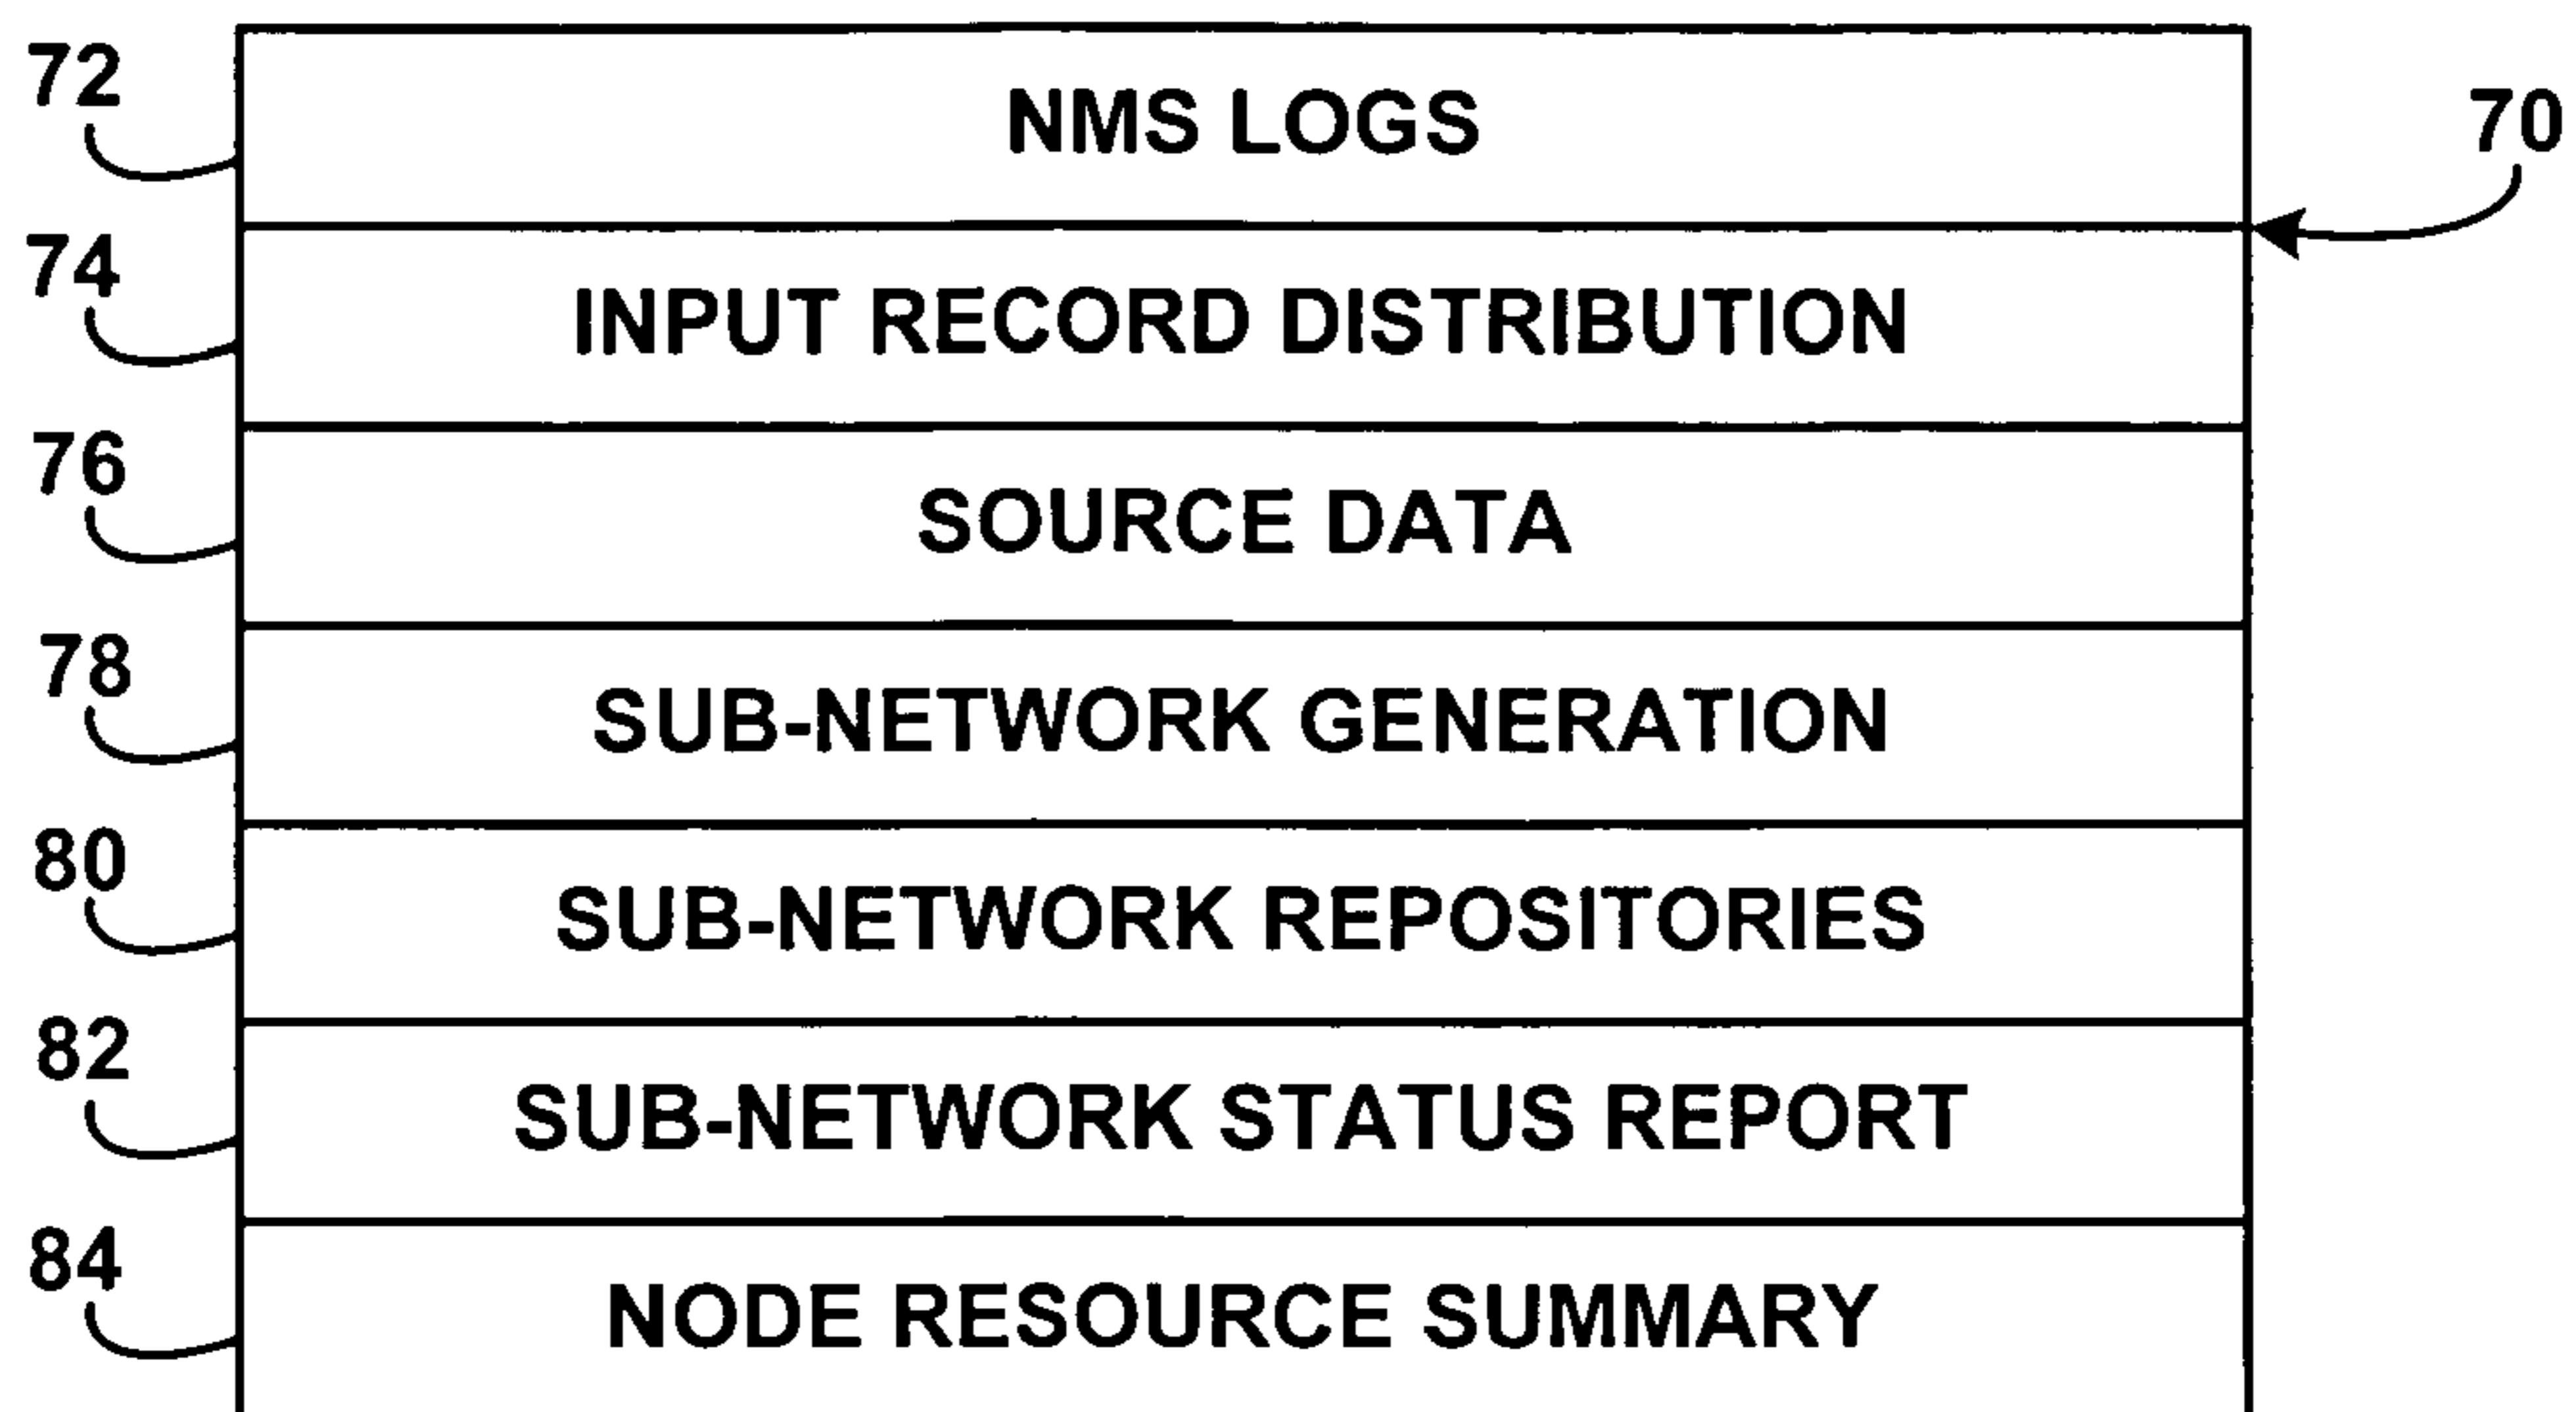 72
NMS LOGS
70
74
INPUT RECORD DISTRIBUTION
76
SOURCE DATA
78
SUB-NETWORK GENERATION
80
SUB-NETWORK REPOSITORIES
82
SUB-NETWORK STATUS REPORT
84
NODE RESOURCE SUMMARY